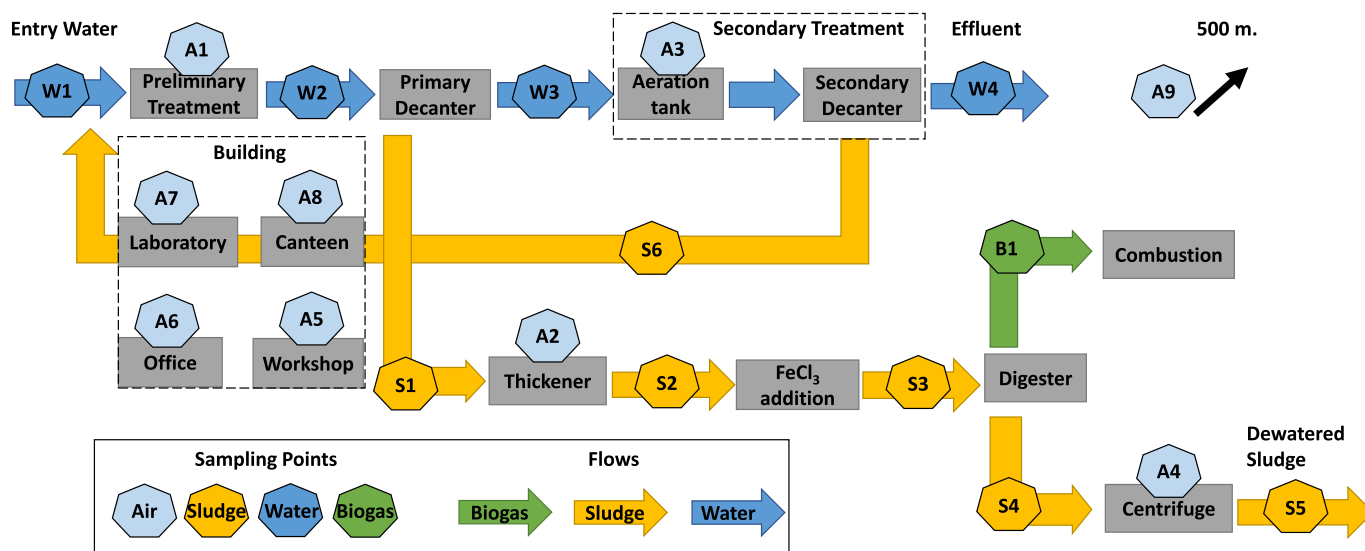 Entry Water
A1
Secondary Treatment
A3
Effluent
500 m.
W1
Preliminary
Treatment
W2
Primary
Decanter
W3
Aeration
tank
Secondary
Decanter
W4
A9
Building
A7
A8
Laboratory
Canteen
S6
B1
Combustion
A6
A5
Office
Workshop
A2
S1
Thickener
S2
FeCl3
addition
S3
Digester
Dewatered
Sludge
A4
S4
Centrifuge
S5
Sampling Points
Flows
Air
Sludge
Water
Biogas
Biogas
Sludge
Water